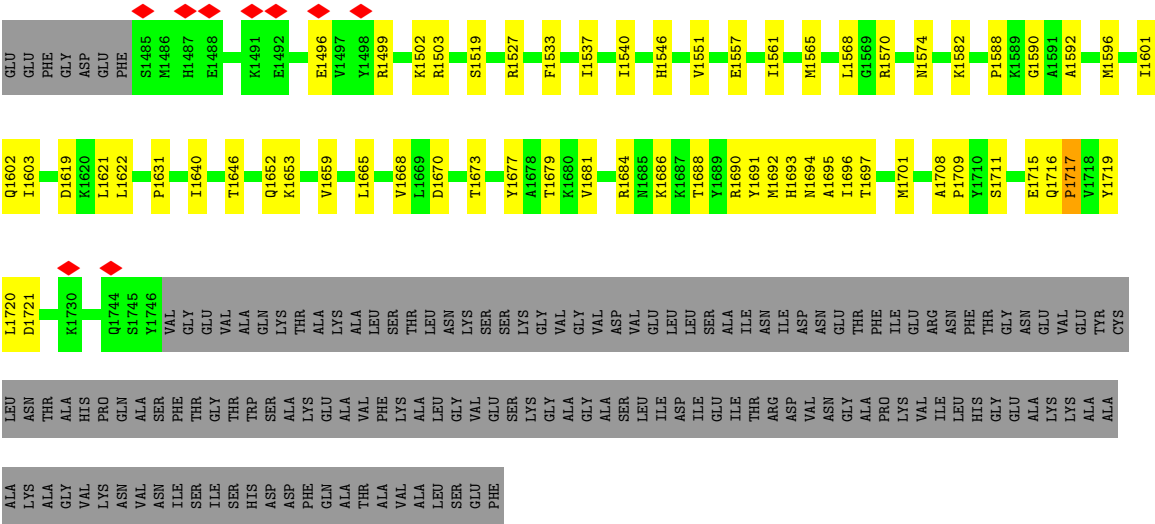 GLU GLU PHE GLY ASP GLU PHE S1485 M1486 H1487 E1488 K1491 E1492 E1496 V1497 Y1498 R1499 K1502 R1503 S1519 R1527 F1533 I1537 I1540 H1546 V1551 E1557 I1561 M1565 L1568 G1569 R1570 N1574 K1582 P1588 K1589 G1590 A1591 A1592 M1596 I1601
Q1602 I1603 D1619 K1620 L1621 L1622 P1631 I1640 T1646 Q1652 K1653 V1659 L1665 V1668 L1669 D1670 T1673 Y1677 A1678 T1679 K1680 V1681 R1684 N1685 K1686 K1687 T1688 Y1689 R1690 Y1691 M1692 H1693 N1694 A1695 I1696 T1697 M1701 A1708 P1709 Y1710 S1711 E1715 Q1716 P1717 V1718 Y1719
L1720 D1721 K1730 Q1744 S1745 Y1746 VAL GLY GLU VAL ALA GLN LYS THR ALA LYS ALA LEU SER THR LEU ASN LYS SER SER LYS GLY VAL GLY VAL ASP VAL GLU LEU LEU SER ALA ILE ASN ILE ASP ASN GLU THR PHE ILE GLU ARG ASN PHE THR GLY ASN GLU VAL GLU TYR CYS
LEU ASN THR ALA HIS PRO GLN ALA SER PHE THR GLY THR TRP SER ALA LYS GLU ALA VAL PHE LYS ALA LEU GLY VAL GLU SER LYS GLY ALA GLY ALA SER LEU ILE ASP ILE GLU ILE THR ARG ASP VAL ASN GLY ALA PRO LYS VAL ILE LEU HIS GLY GLU ALA LYS LYS ALA ALA
ALA LYS ALA GLY VAL LYS ASN VAL ASN ILE SER ILE SER HIS ASP ASP PHE GLN ALA THR ALA VAL ALA LEU SER GLU PHE